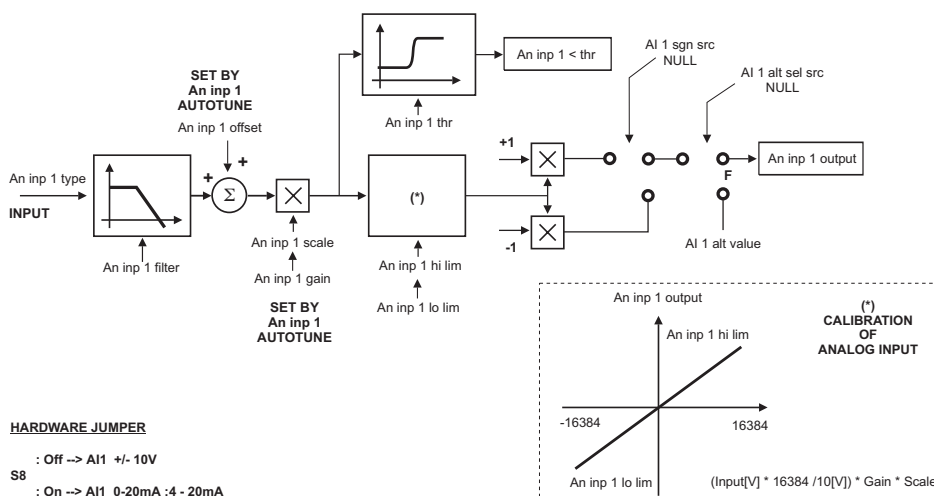 SET BY
An inp 1
AUTOTUNE
An inp 1 offset
An inp 1 type
INPUT
An inp 1 filter
+
+
Σ
An inp 1 scale
An inp 1 gain
SET BY
An inp 1
AUTOTUNE
An inp 1 thr
An inp 1 < thr
(*)
An inp 1 hi lim
An inp 1 lo lim
+1
-1
AI 1 sgn src
NULL
AI 1 alt sel src
NULL
F
An inp 1 output
AI 1 alt value
An inp 1 output
An inp 1 hi lim
(*)
CALIBRATION
OF
ANALOG INPUT
-16384
16384
An inp 1 lo lim
(Input[V] * 16384 /10[V]) * Gain * Scale
HARDWARE JUMPER
: Off --> AI1 +/- 10V
S8
: On --> AI1 0-20mA :4 - 20mA